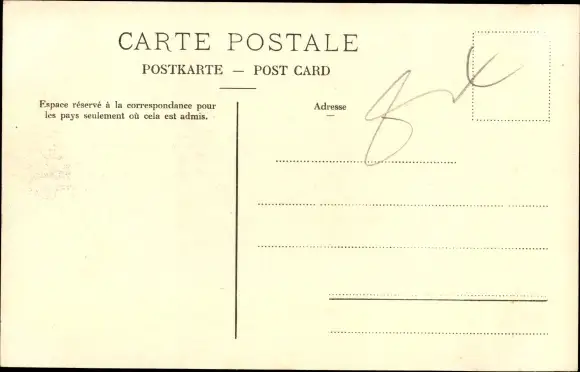 CARTE POSTALE
POSTKARTE — POST CARD
Espace réservé à la correspondance pour
les pays seulement où cela est admis.
Adresse